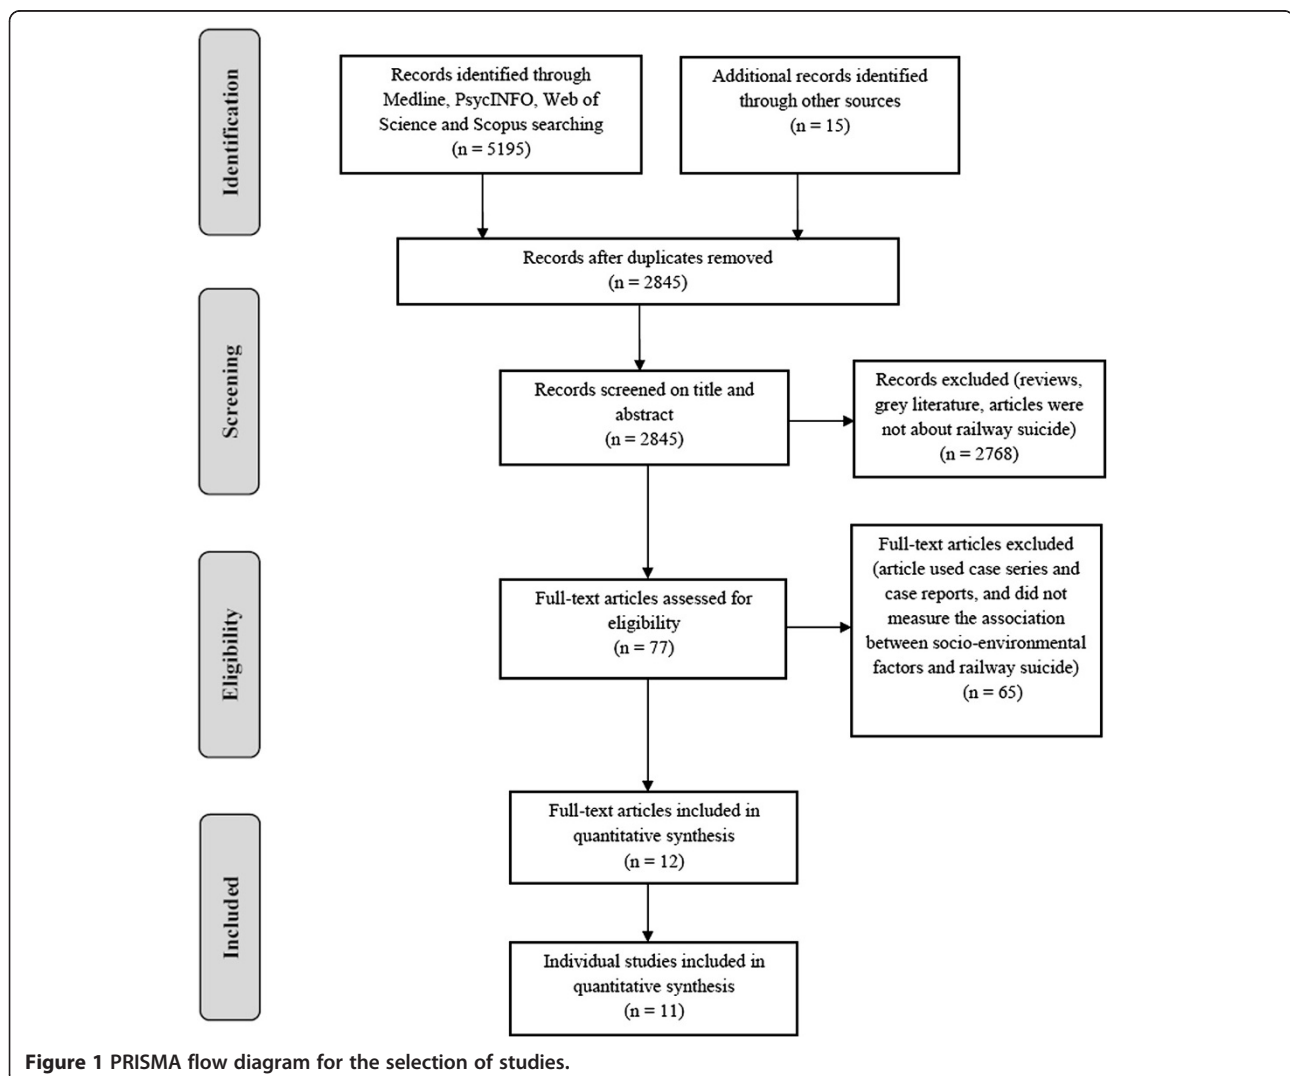 Identification
Records identified through
Medline, PsycINFO, Web of
Science and Scopus searching
(n = 5195)
Additional records identified
through other sources
(n = 15)
Records after duplicates removed
(n = 2845)
Screening
Records screened on title and
abstract
(n = 2845)
Records excluded (reviews,
grey literature, articles were
not about railway suicide)
(n = 2768)
Eligibility
Full-text articles assessed for
eligibility
(n = 77)
Full-text articles excluded
(article used case series and
case reports, and did not
measure the association
between socio-environmental
factors and railway suicide)
(n = 65)
Included
Full-text articles included in
quantitative synthesis
(n = 12)
Individual studies included in
quantitative synthesis
(n = 11)
Figure 1 PRISMA flow diagram for the selection of studies.